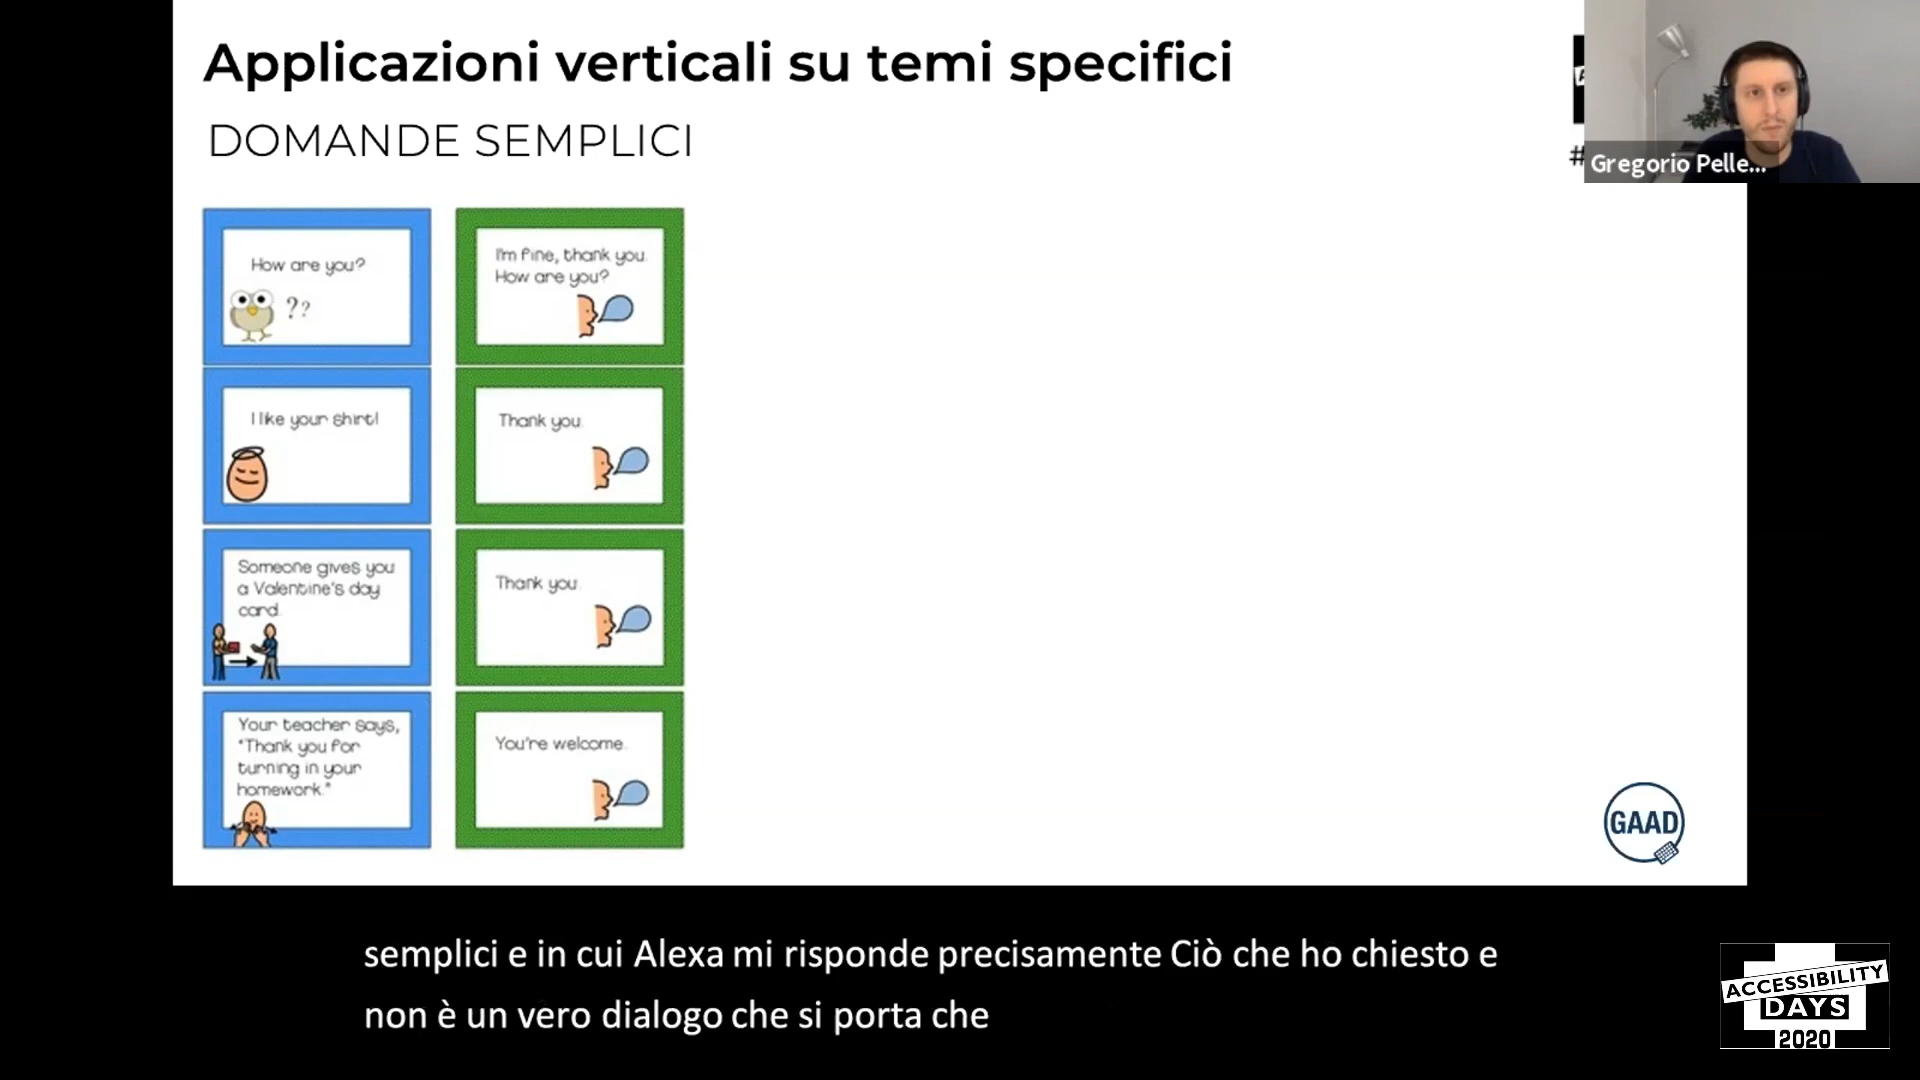 Applicazioni verticali su temi specifici
DOMANDE SEMPLICI
#
Gregorio Pelle...
How are you?
??
I'm fine, thank you.
How are you?
I like your shirt!
Thank you.
Someone gives you
a Valentine's day
card.
Thank you.
Your teacher says,
"Thank you for
turning in your
homework."
You're welcome.
GAAD
semplici e in cui Alexa mi risponde precisamente Ciò che ho chiesto e
non è un vero dialogo che si porta che
ACCESSIBILITY
DAYS
2020